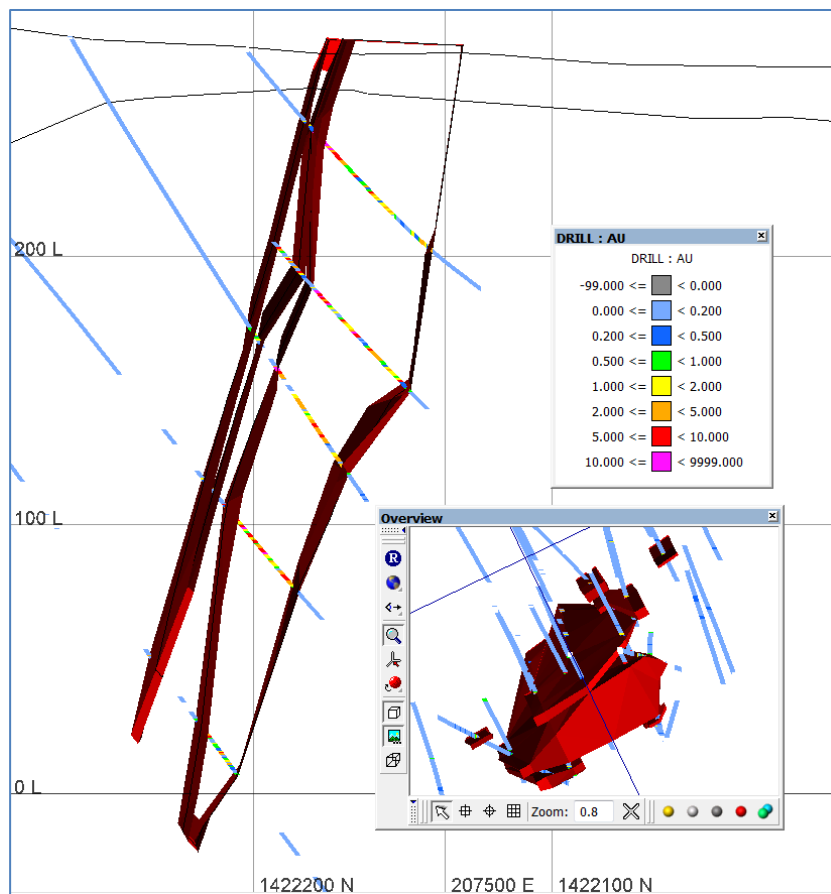 200 L
100 L
0 L
1422200 N
207500 E
1422100 N
DRILL : AU
DRILL : AU
-99.000 <= < 0.000
0.000 <= < 0.200
0.200 <= < 0.500
0.500 <= < 1.000
1.000 <= < 2.000
2.000 <= < 5.000
5.000 <= < 10.000
10.000 <= < 9999.000
Overview
R
Zoom: 0.8